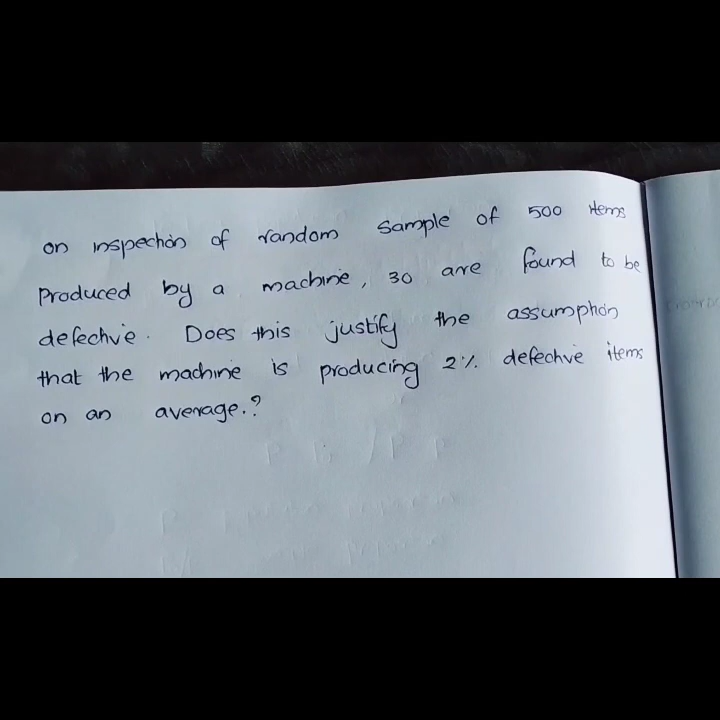 on inspection of random sample of 500 items
produced by a machine, 30 are found to be
defective. Does this justify the assumption
that the machine is producing 2% defective items
on an average.?